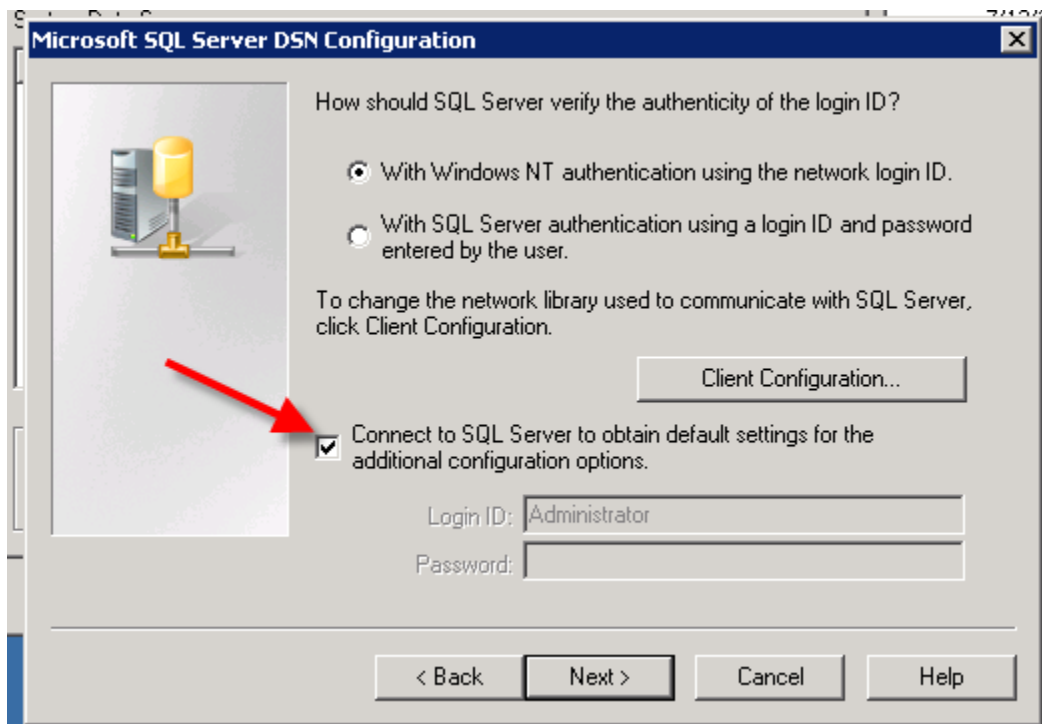 Microsoft SQL Server DSN Configuration
How should SQL Server verify the authenticity of the login ID?
With Windows NT authentication using the network login ID.
With SQL Server authentication using a login ID and password
entered by the user.
To change the network library used to communicate with SQL Server,
click Client Configuration.
Client Configuration...
Connect to SQL Server to obtain default settings for the
additional configuration options.
Login ID: Administrator
Password:
< Back Next > Cancel Help